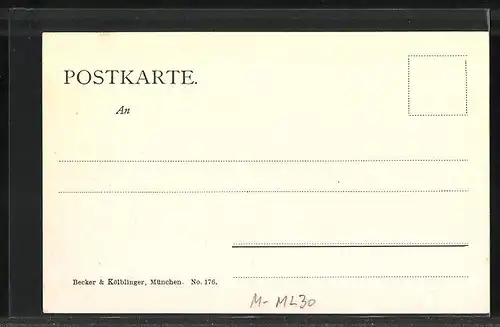 POSTKARTE.
An
Becker & Kölblinger, München. No. 176.
M- ML30